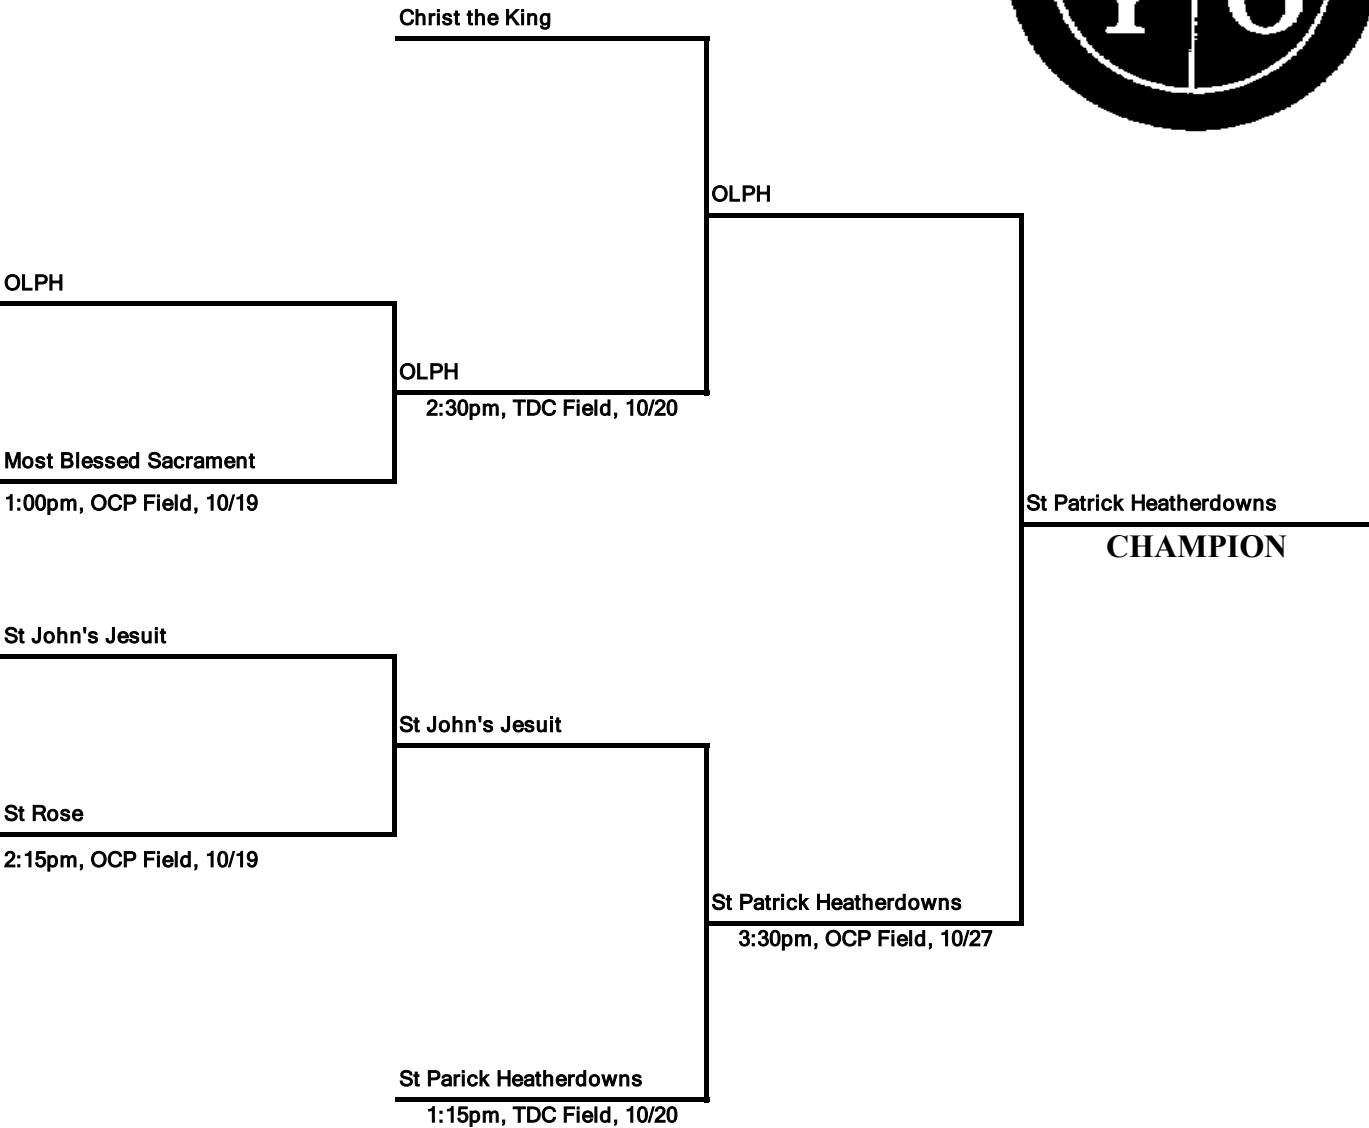 Christ the King
Y O
OLPH
OLPH
OLPH
2:30pm, TDC Field, 10/20
Most Blessed Sacrament
1:00pm, OCP Field, 10/19
St Patrick Heatherdowns
CHAMPION
St John's Jesuit
St John's Jesuit
St Rose
2:15pm, OCP Field, 10/19
St Patrick Heatherdowns
3:30pm, OCP Field, 10/27
St Parick Heatherdowns
1:15pm, TDC Field, 10/20